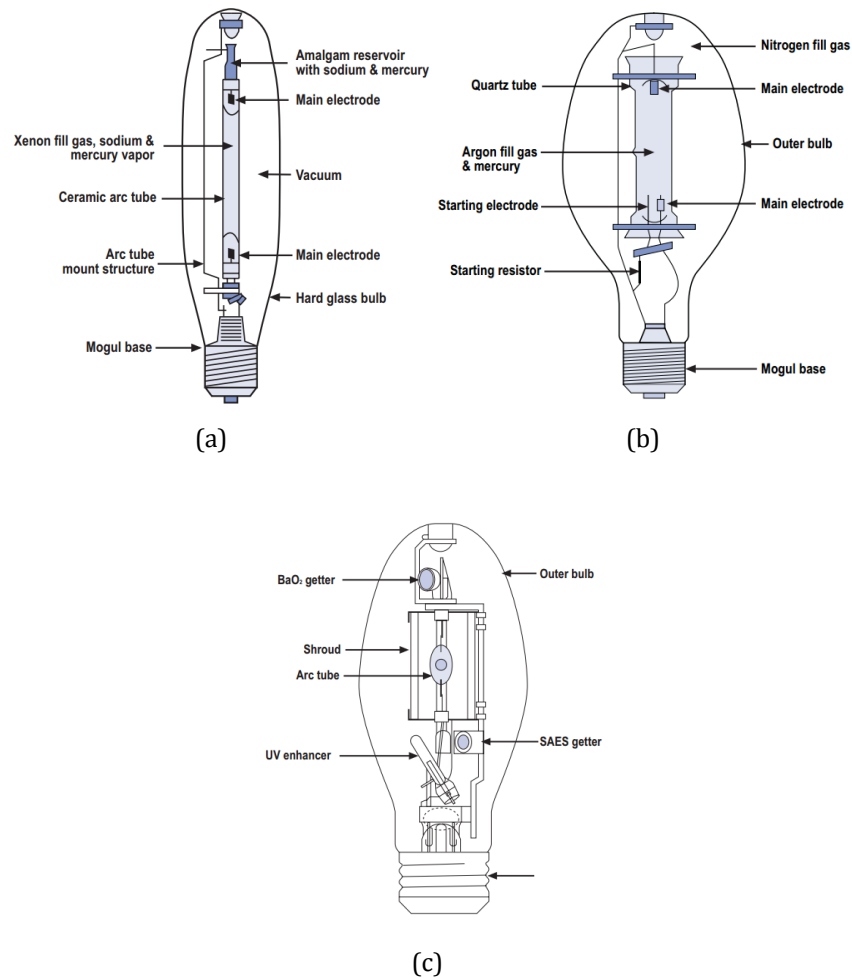 Amalgam reservoir
with sodium & mercury
Main electrode
Xenon fill gas, sodium &
mercury vapor
Vacuum
Ceramic arc tube
Arc tube
mount structure
Main electrode
Hard glass bulb
Mogul base
(a)
Nitrogen fill gas
Quartz tube
Main electrode
Outer bulb
Argon fill gas
& mercury
Starting electrode
Main electrode
Starting resistor
Mogul base
(b)
BaO₂ getter
Outer bulb
Shroud
Arc tube
UV enhancer
SAES getter
(c)